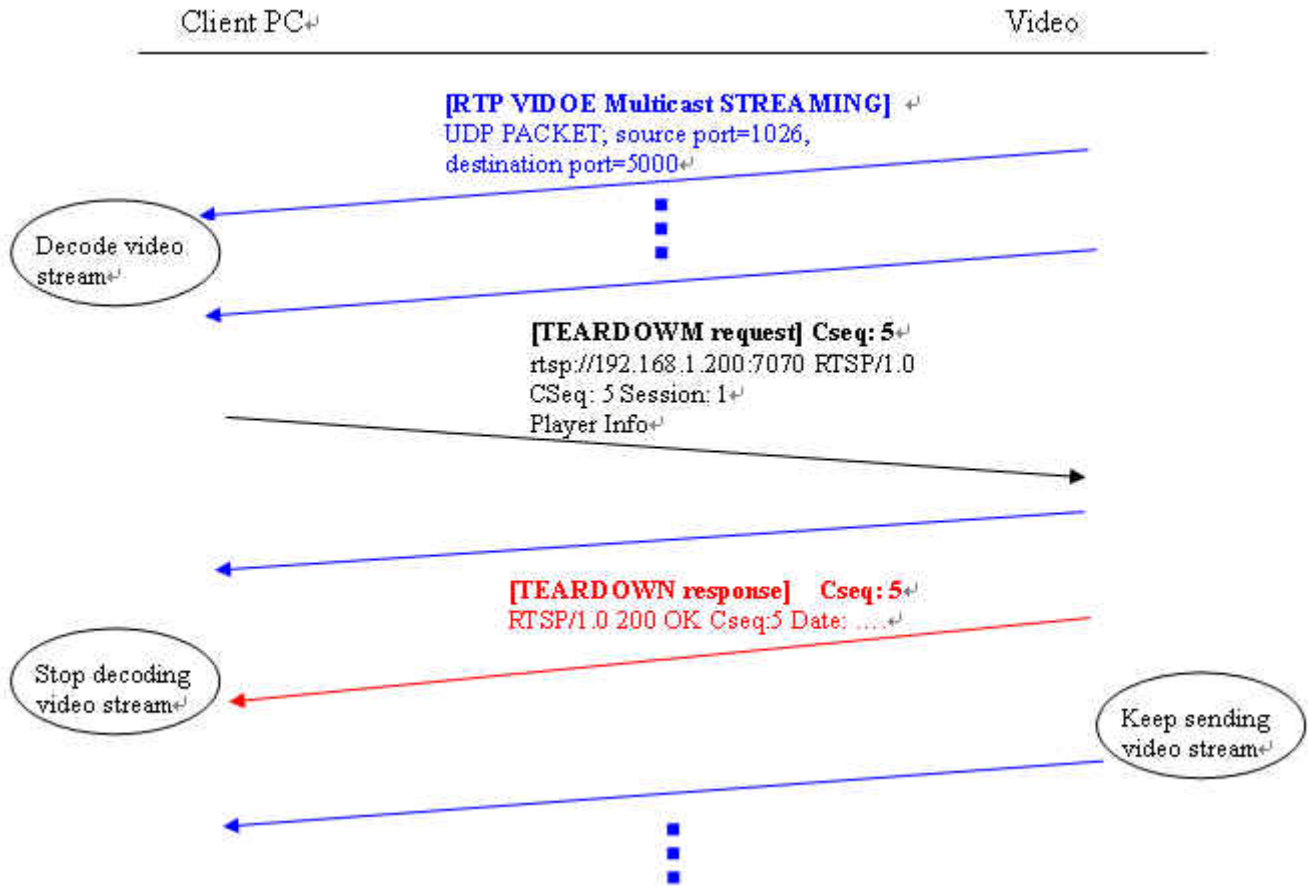 Client PC
Video
[RTP VIDOE Multicast STREAMING]
UDP PACKET; source port=1026,
destination port=5000
Decode video
stream
[TEARDOWM request] Cseq: 5
rtsp://192.168.1.200:7070 RTSP/1.0
CSeq: 5 Session: 1
Player Info
[TEARDOWN response] Cseq: 5
RTSP/1.0 200 OK Cseq:5 Date: ....
Stop decoding
video stream
Keep sending
video stream